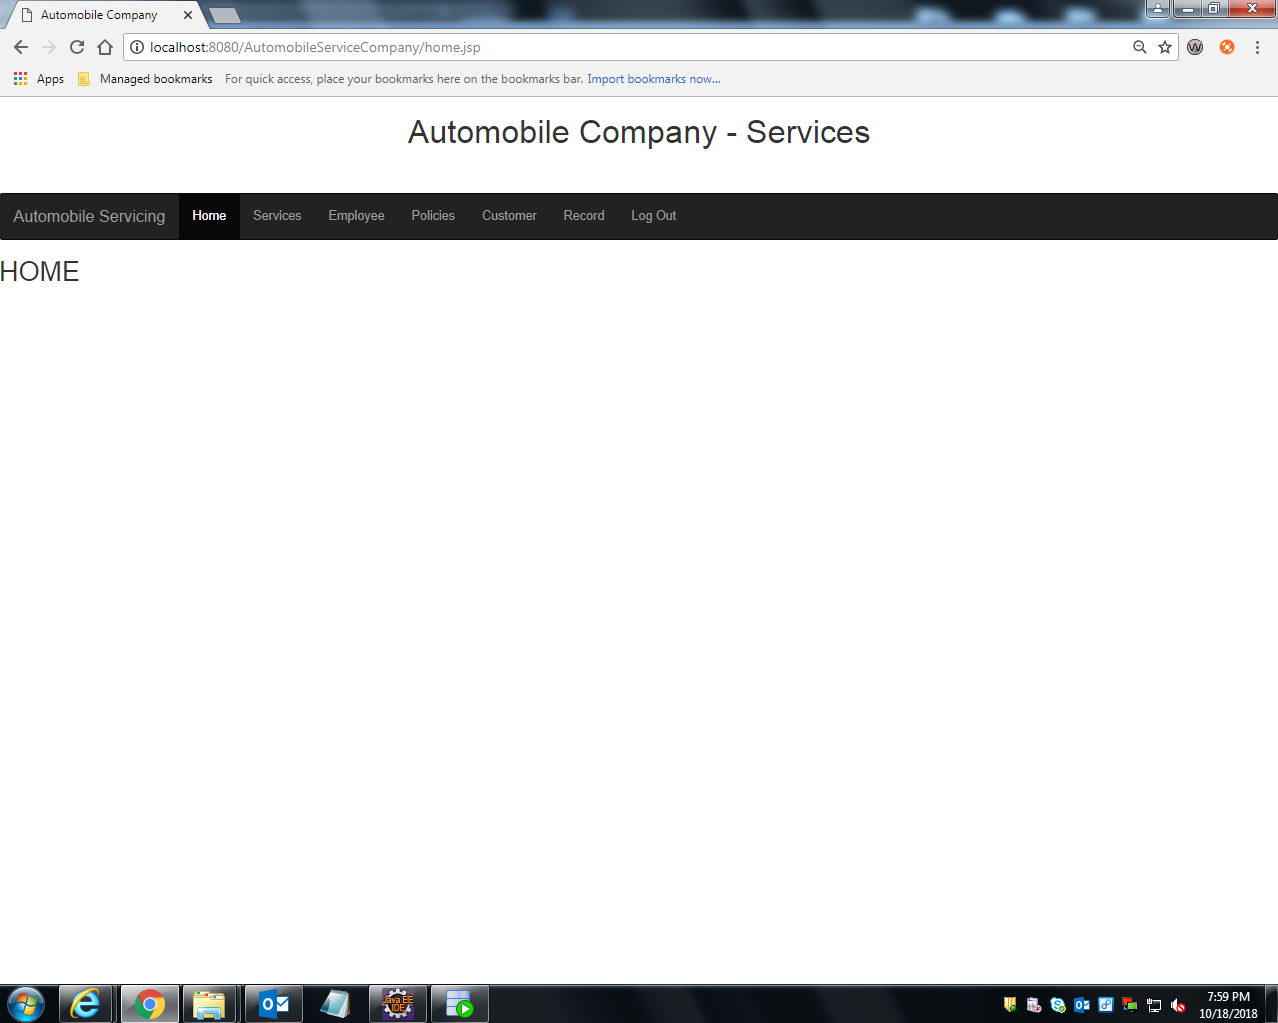 Automobile Company
localhost:8080/AutomobileServiceCompany/home.jsp
Apps Managed bookmarks For quick access, place your bookmarks here on the bookmarks bar. Import bookmarks now...
Automobile Company - Services
Automobile Servicing Home Services Employee Policies Customer Record Log Out
HOME
Java EE
IDE
7:59 PM
10/18/2018